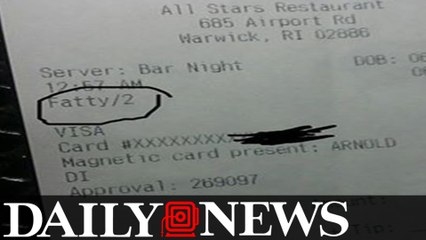 All Stars Restaurant
685 Airport Rd
Warwick, RI 02886
Server: Bar Night
DOB:
12:57 AM
Fatty/2
VISA
Card #XXXXXXXXX
Magnetic card present: ARNOLD
DI
Approval: 269097
DAILY NEWS